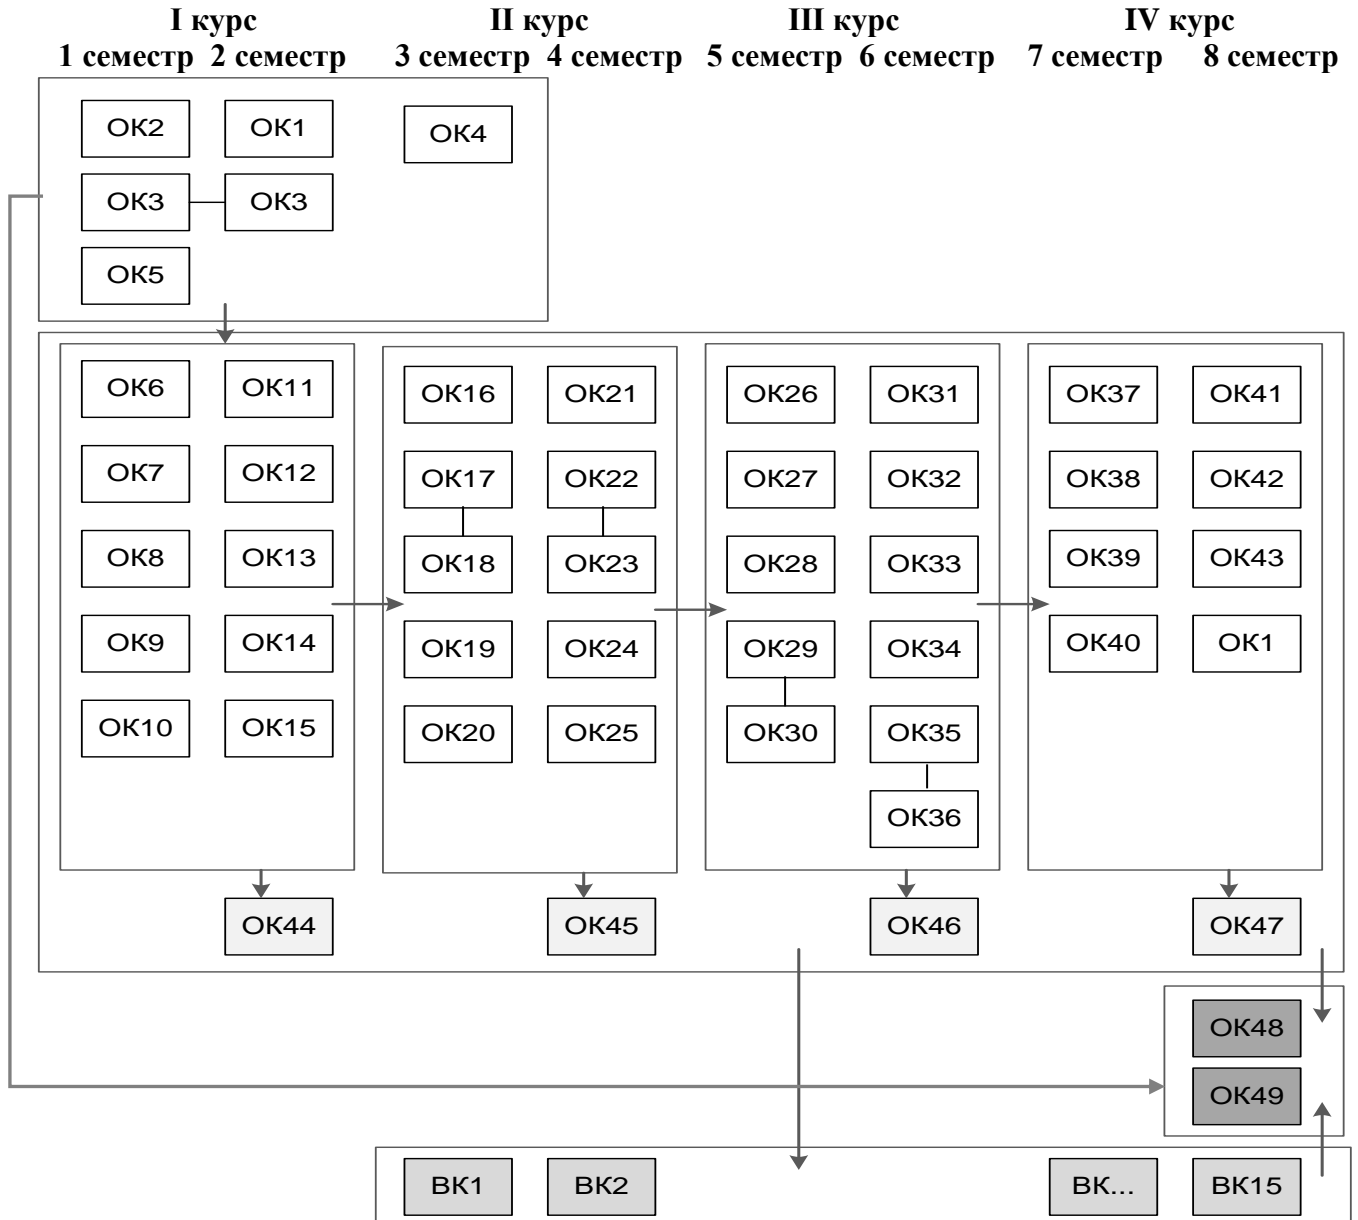 I курс II курс III курс IV курс
1 семестр 2 семестр 3 семестр 4 семестр 5 семестр 6 семестр 7 семестр 8 семестр
ОК2 ОК1 ОК4
ОК3 ОК3
ОК5
ОК6 ОК11 ОК16 ОК21 ОК26 ОК31 ОК37 ОК41
ОК7 ОК12 ОК17 ОК22 ОК27 ОК32 ОК38 ОК42
ОК8 ОК13 ОК18 ОК23 ОК28 ОК33 ОК39 ОК43
ОК9 ОК14 ОК19 ОК24 ОК29 ОК34 ОК40 ОК1
ОК10 ОК15 ОК20 ОК25 ОК30 ОК35
ОК36
ОК44 ОК45 ОК46 ОК47
ОК48
ОК49
ВК1 ВК2 ВК... ВК15